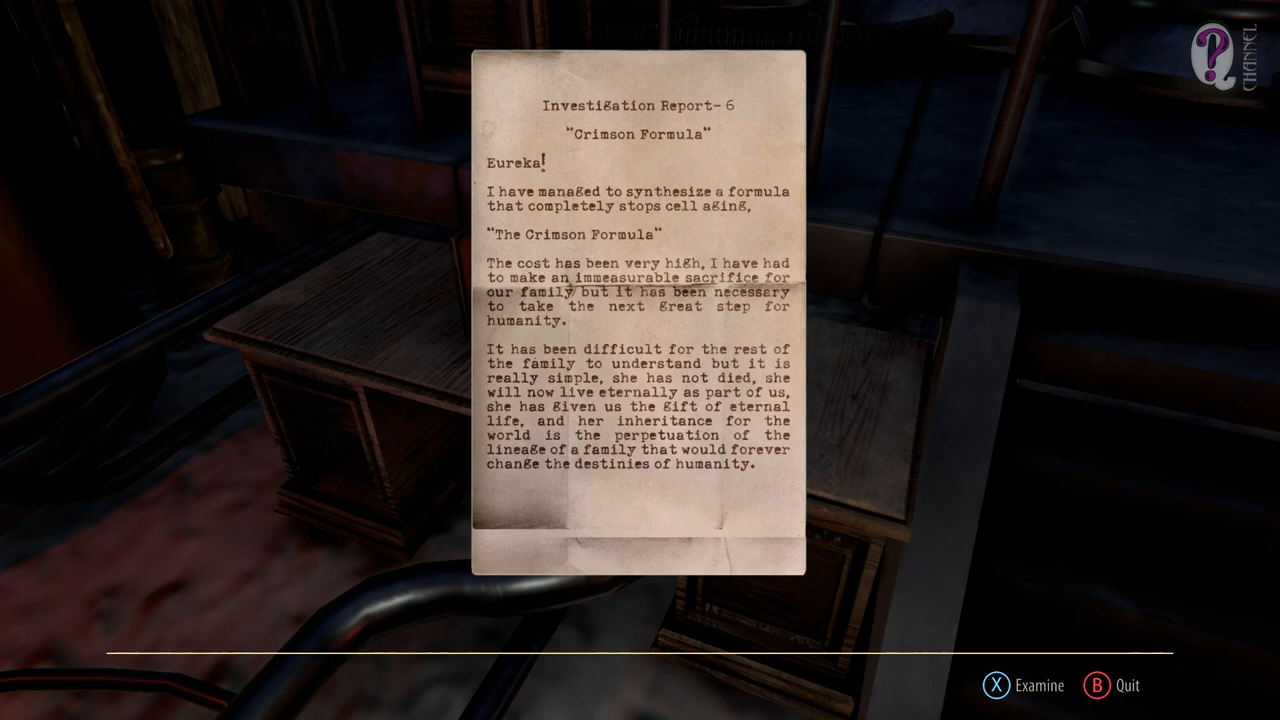 Investigation Report- 6
"Crimson Formula"
Eureka!
I have managed to synthesize a formula
that completely stops cell aging,
"The Crimson Formula"
The cost has been very high, I have had
to make an immeasurable sacrifice for
our family but it has been necessary
to take the next great step for
humanity.
It has been difficult for the rest of
the family to understand but it is
really simple, she has not died, she
will now live eternally as part of us,
she has given us the gift of eternal
life, and her inheritance for the
world is the perpetuation of the
lineage of a family that would forever
change the destinies of humanity.
? CHANNEL
X Examine B Quit